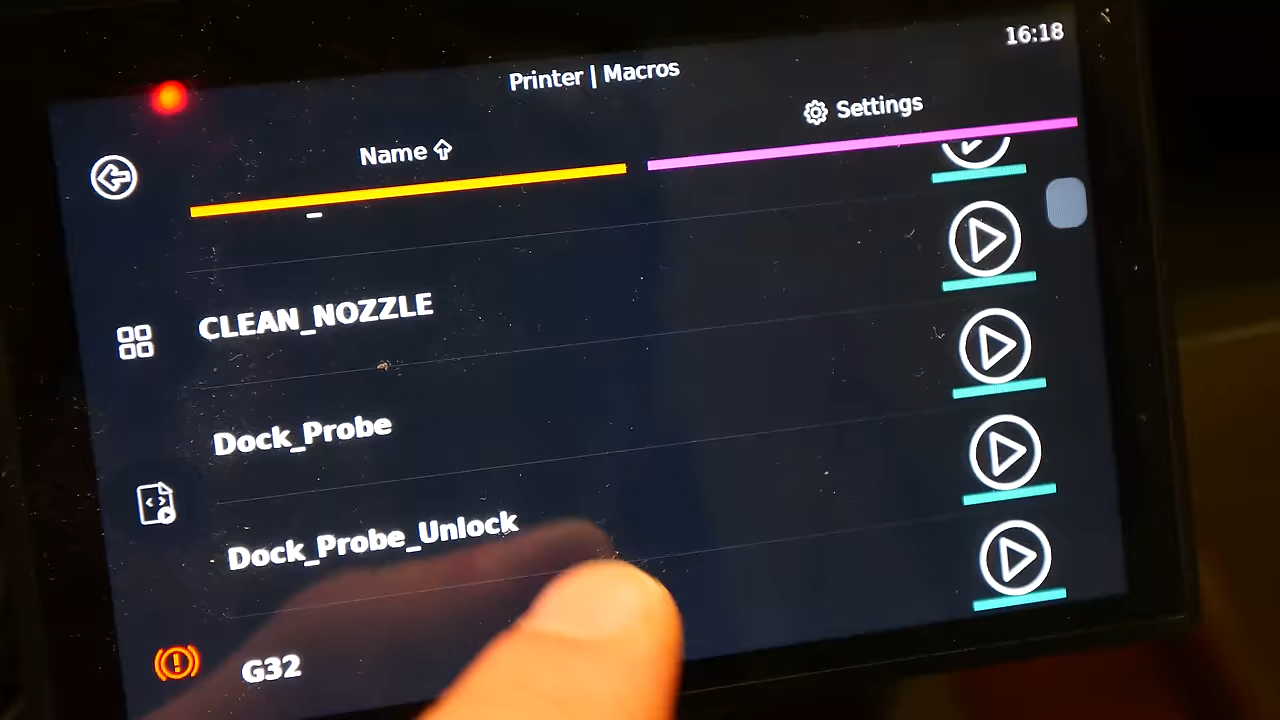 16:18
Printer | Macros
Name
Settings
CLEAN_NOZZLE
Dock_Probe
Dock_Probe_Unlock
G32